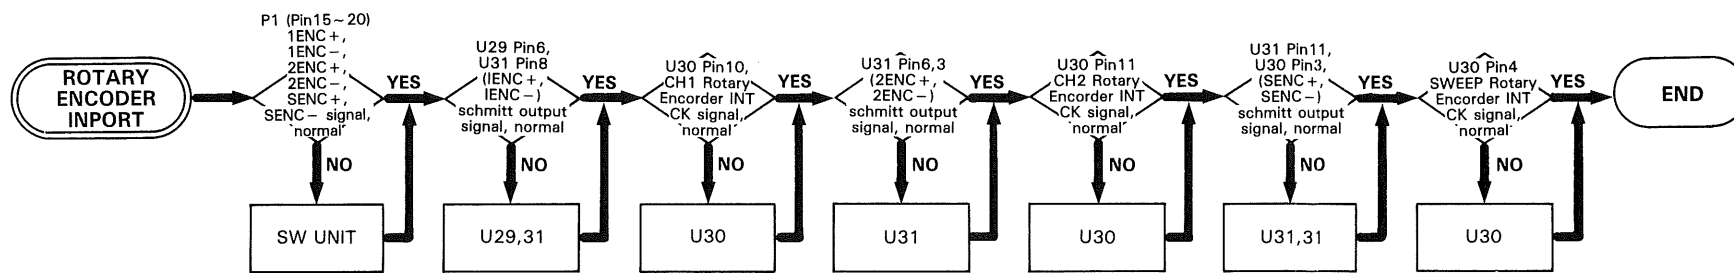 ROTARY
ENCODER
INPORT
P1 (Pin15~20)
1ENC+,
1ENC-,
2ENC+,
2ENC-,
SENC+,
SENC- signal,
normal
YES
NO
SW UNIT
U29 Pin6,
U31 Pin8
(IENC+,
IENC-)
schmitt output
signal, normal
YES
NO
U29,31
U30 Pin10,
CH1 Rotary
Encorder INT
CK signal,
normal
YES
NO
U30
U31 Pin6,3
(2ENC+,
2ENC-)
schmitt output
signal, normal
YES
NO
U31
U30 Pin11
CH2 Rotary
Encorder INT
CK signal,
normal
YES
NO
U30
U31 Pin11,
U30 Pin3,
(SENC+,
SENC-)
schmitt output
signal, normal
YES
NO
U31,31
U30 Pin4
SWEEP Rotary
Encorder INT
CK signal,
normal
YES
NO
U30
END